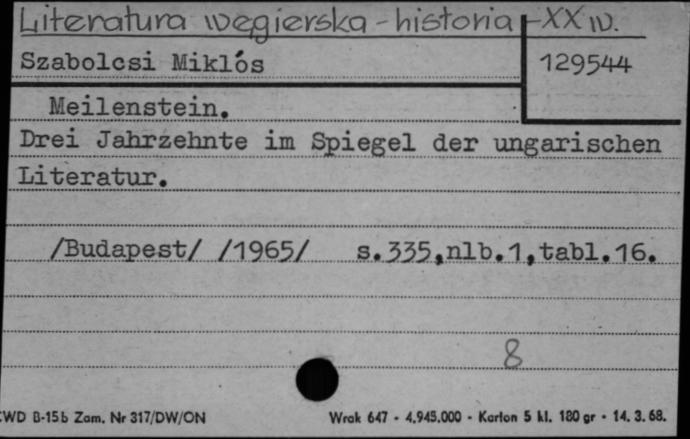 Literatura węgierska - historia - XX w.
Szabolcsi Miklós
129544
Meilenstein.
Drei Jahrzehnte im Spiegel der ungarischen
Literatur.
/Budapest/ /1965/ s.335,nlb.1,tabl.16.
8
WD B-15b Zam. Nr 317/DW/ON
Wrak 647 - 4.945.000 - Karton 5 kl. 180 gr - 14.3.68.